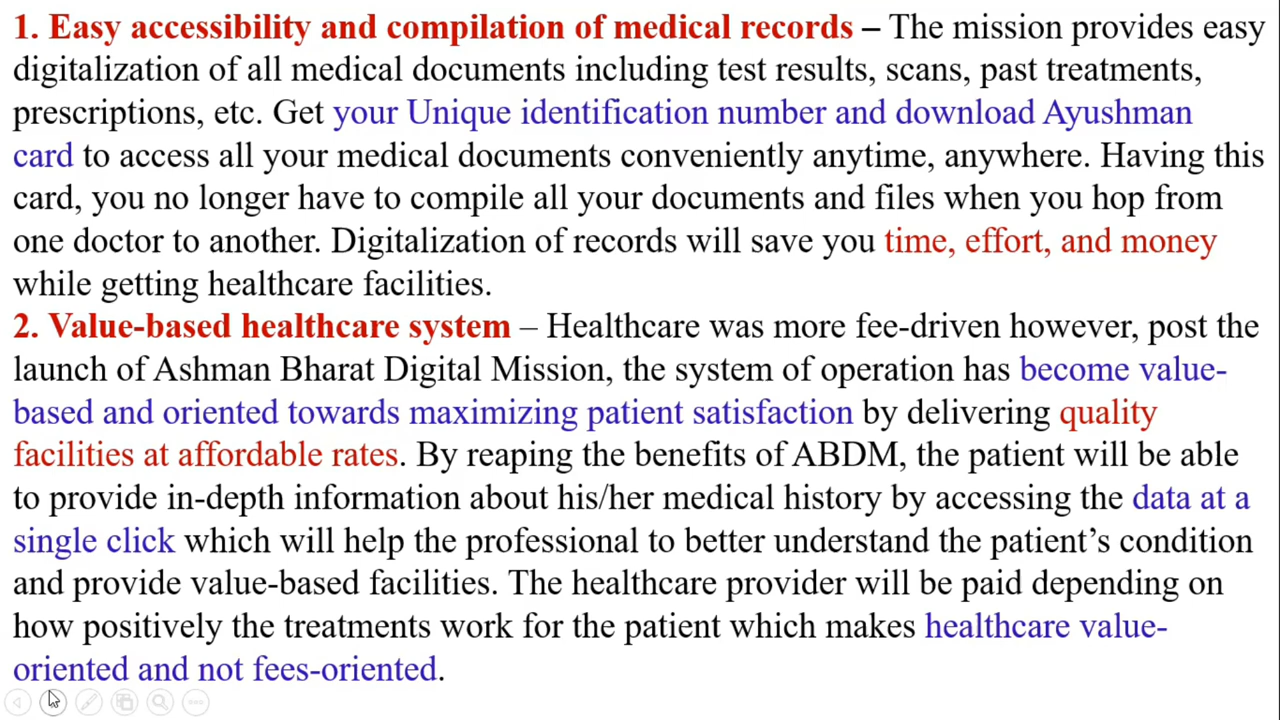 1. Easy accessibility and compilation of medical records – The mission provides easy
digitalization of all medical documents including test results, scans, past treatments,
prescriptions, etc. Get your Unique identification number and download Ayushman
card to access all your medical documents conveniently anytime, anywhere. Having this
card, you no longer have to compile all your documents and files when you hop from
one doctor to another. Digitalization of records will save you time, effort, and money
while getting healthcare facilities.
2. Value-based healthcare system – Healthcare was more fee-driven however, post the
launch of Ashman Bharat Digital Mission, the system of operation has become value-
based and oriented towards maximizing patient satisfaction by delivering quality
facilities at affordable rates. By reaping the benefits of ABDM, the patient will be able
to provide in-depth information about his/her medical history by accessing the data at a
single click which will help the professional to better understand the patient’s condition
and provide value-based facilities. The healthcare provider will be paid depending on
how positively the treatments work for the patient which makes healthcare value-
oriented and not fees-oriented.